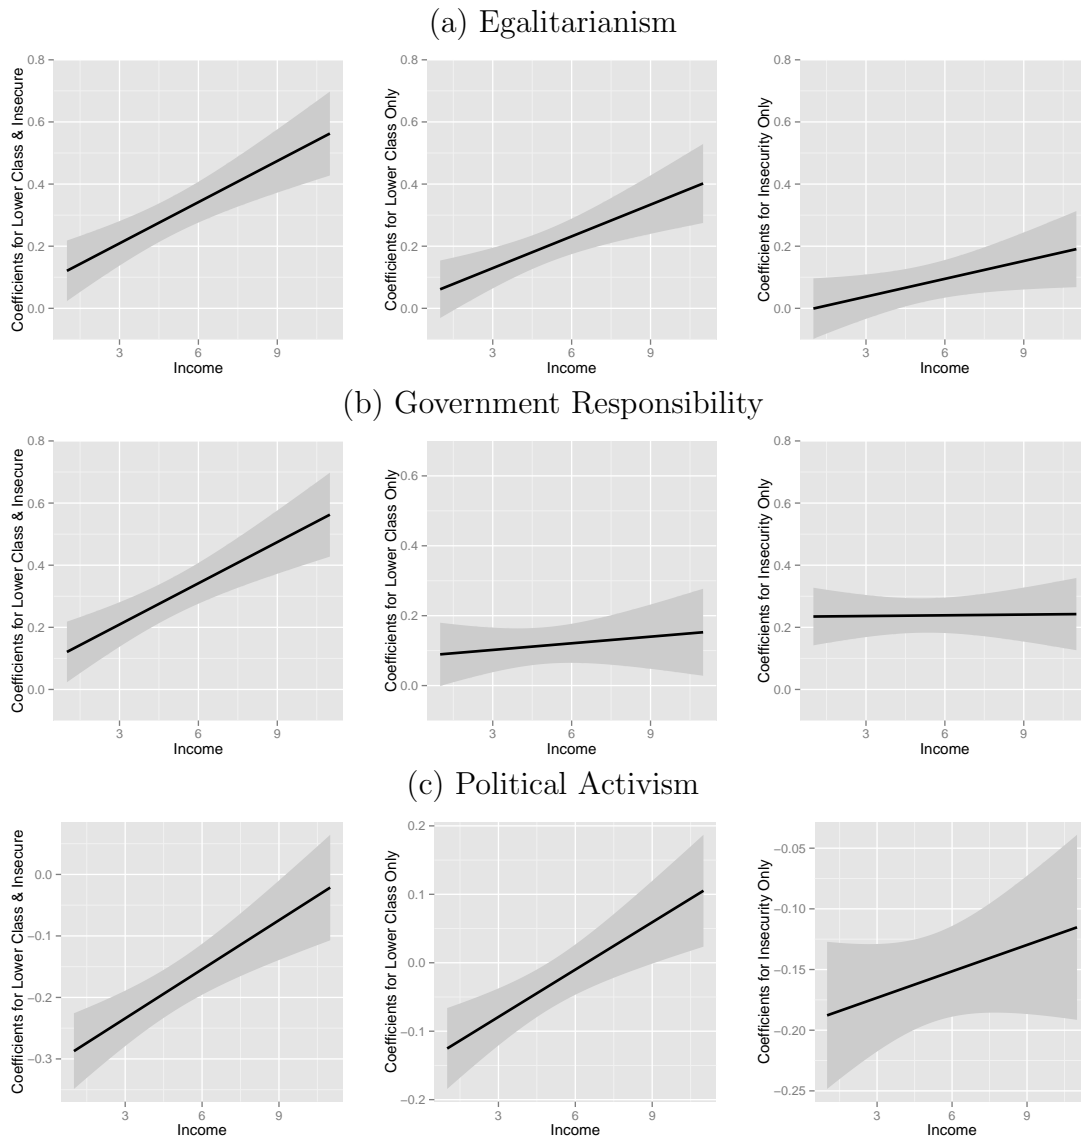 (a) Egalitarianism
Coefficients for Lower Class & Insecure
0.8
0.6
0.4
0.2
0.0
3 6 9
Income
Coefficients for Lower Class Only
0.8
0.6
0.4
0.2
0.0
3 6 9
Income
Coefficients for Insecurity Only
0.8
0.6
0.4
0.2
0.0
3 6 9
Income
(b) Government Responsibility
Coefficients for Lower Class & Insecure
0.8
0.6
0.4
0.2
0.0
3 6 9
Income
Coefficients for Lower Class Only
0.6
0.4
0.2
0.0
3 6 9
Income
Coefficients for Insecurity Only
0.8
0.6
0.4
0.2
0.0
3 6 9
Income
(c) Political Activism
Coefficients for Lower Class & Insecure
0.0
−0.1
−0.2
−0.3
3 6 9
Income
Coefficients for Lower Class Only
0.2
0.1
0.0
−0.1
−0.2
3 6 9
Income
Coefficients for Insecurity Only
−0.05
−0.10
−0.15
−0.20
−0.25
3 6 9
Income